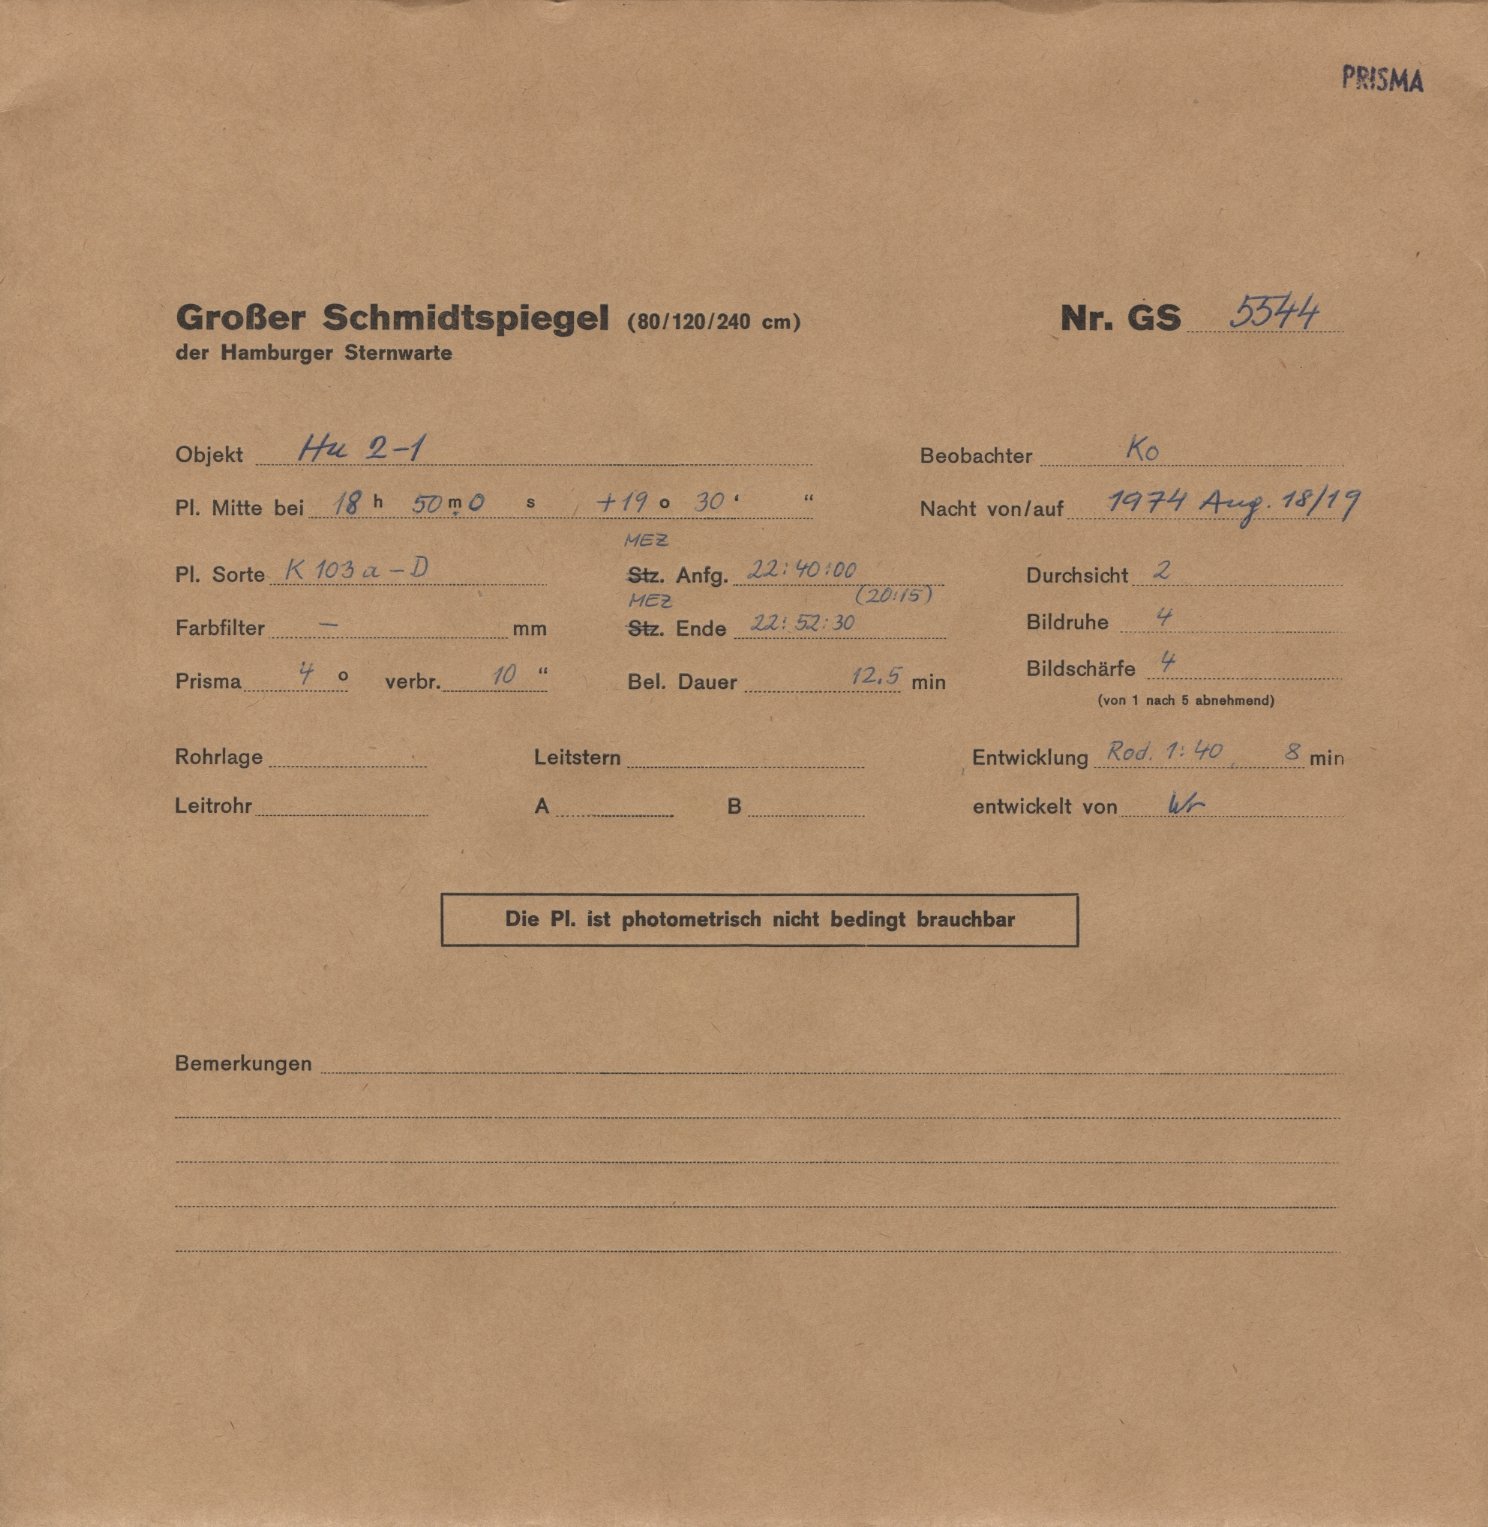 PRISMA
Großer Schmidtspiegel (80/120/240 cm) Nr. GS 5544
der Hamburger Sternwarte
Objekt Hu 2-1 Beobachter Ko
Pl. Mitte bei 18 h 50 m 0 s +19 o 30 ‘ “ Nacht von/auf 1974 Aug. 18/19
MEZ
Pl. Sorte K 103 a - D Stz. Anfg. 22:40:00 Durchsicht 2
MEZ (20:15)
Farbfilter — mm Stz. Ende 22:52:30 Bildruhe 4
Prisma 4 o verbr. 10 “ Bel. Dauer 12.5 min Bildschärfe 4
(von 1 nach 5 abnehmend)
Rohrlage Leitstern Entwicklung Rod. 1:40, 8 min
Leitrohr A B entwickelt von Wr
Die Pl. ist photometrisch nicht bedingt brauchbar
Bemerkungen